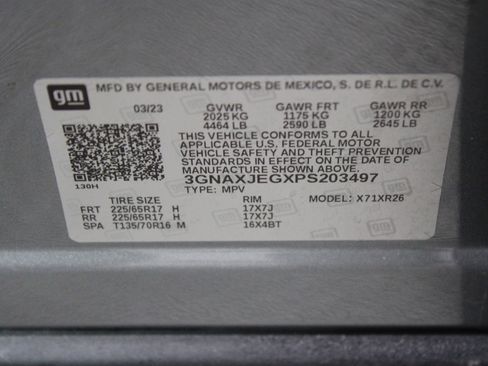 gm MFD BY GENERAL MOTORS DE MEXICO, S. DE R.L. DE C.V.
03/23 GVWR GAWR FRT GAWR RR
2025 KG 1175 KG 1200 KG
4464 LB 2590 LB 2645 LB
THIS VEHICLE CONFORMS TO ALL
APPLICABLE U.S. FEDERAL MOTOR
VEHICLE SAFETY AND THEFT PREVENTION
STANDARDS IN EFFECT ON THE DATE OF
MANUFACTURE SHOWN ABOVE.
3GNAXJEGXPS203497
130H TYPE: MPV
TIRE SIZE RIM MODEL: X71XR26
FRT 225/65R17 H 17X7J
RR 225/65R17 H 17X7J
SPA T135/70R16 M 16X4BT